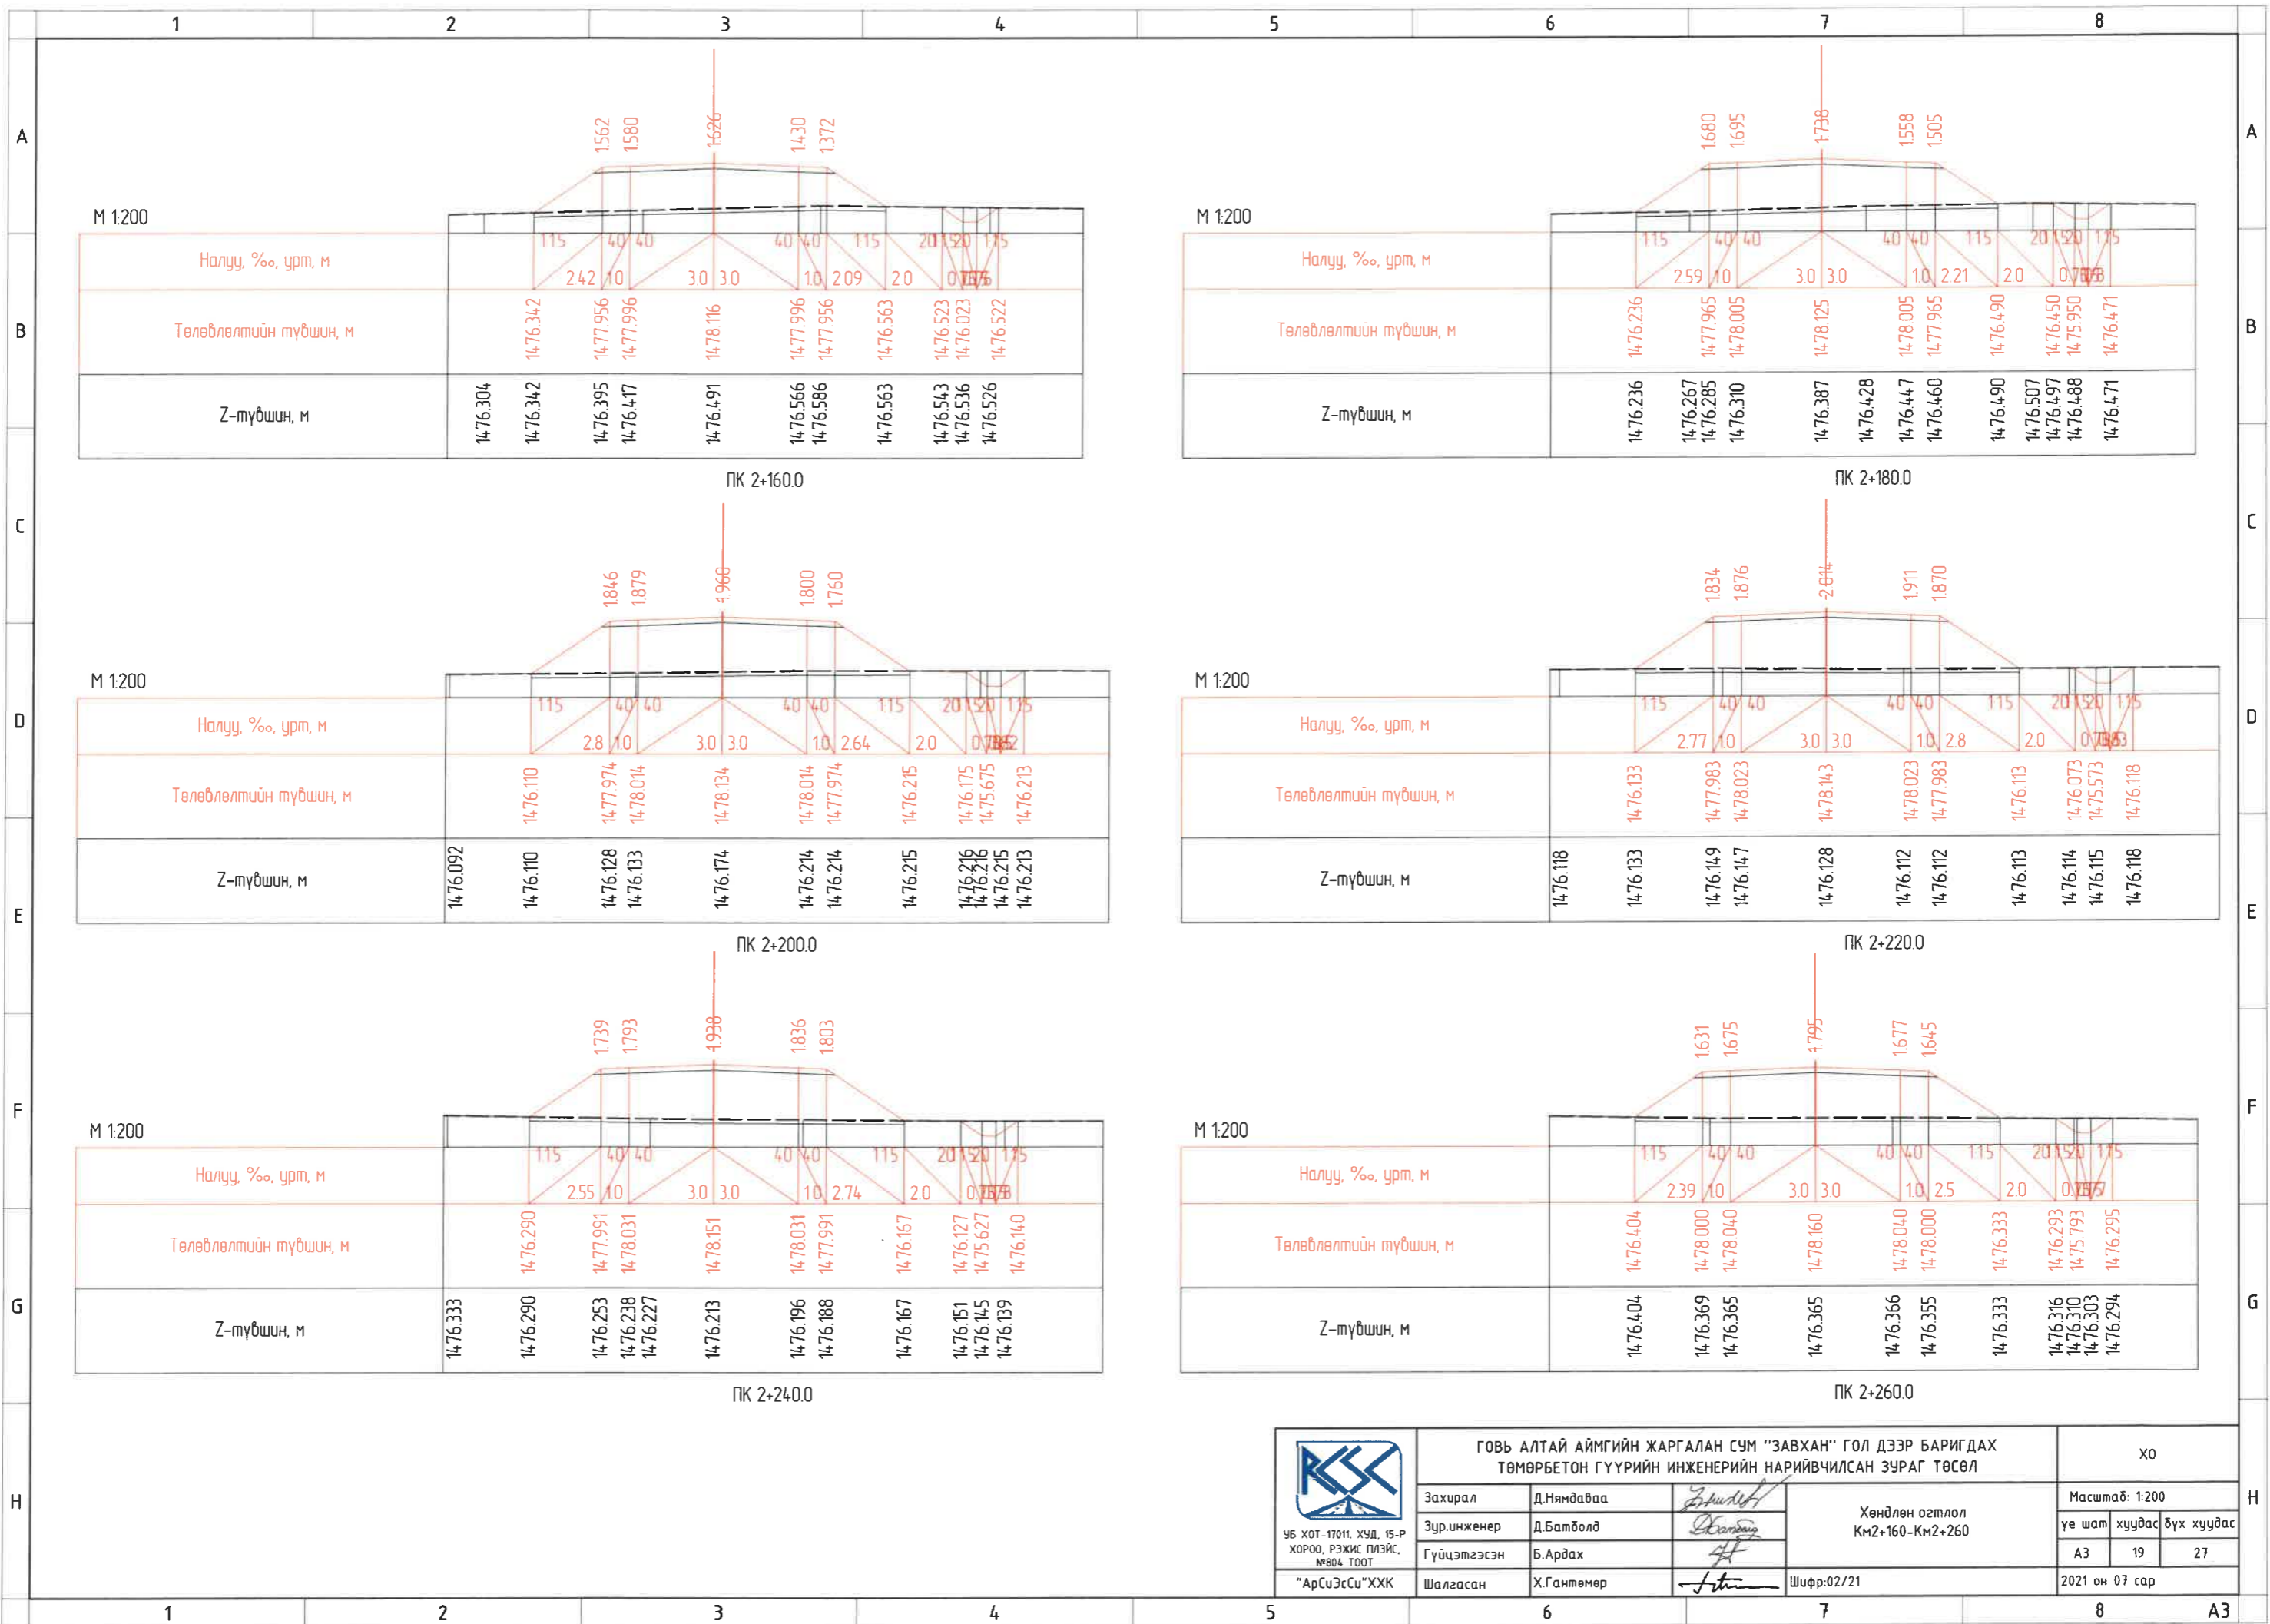 1 2 3 4 5 6 7 8
A A
B B
C C
D D
E E
F F
G G
H H
1.562 1.580 1.626 1.430 1.372
М 1:200
Налуу, ‰, урт, м
115 40 40 40 40 115 20 115 20 115
2.42 1.0 3.0 3.0 1.0 2.09 2.0
Төлөвлөлтийн түвшин, м
1476.342 1477.956 1477.996 1478.116 1477.996 1477.956 1476.563 1476.523 1476.023 1476.522
Z-түвшин, м
1476.304 1476.342 1476.395 1476.417 1476.491 1476.566 1476.586 1476.563 1476.543 1476.536 1476.526
ПК 2+160.0
1.680 1.695 1.738 1.558 1.505
М 1:200
Налуу, ‰, урт, м
115 40 40 40 40 115 20 115 20 115
2.59 1.0 3.0 3.0 1.0 2.21 2.0
Төлөвлөлтийн түвшин, м
1476.236 1477.965 1478.005 1478.125 1478.005 1477.965 1476.490 1476.450 1475.950 1476.471
Z-түвшин, м
1476.236 1476.267 1476.285 1476.310 1476.387 1476.428 1476.447 1476.460 1476.490 1476.507 1476.497 1476.488 1476.471
ПК 2+180.0
1.846 1.879 1.960 1.800 1.760
М 1:200
Налуу, ‰, урт, м
115 40 40 40 40 115 20 115 20 115
2.8 1.0 3.0 3.0 1.0 2.64 2.0
Төлөвлөлтийн түвшин, м
1476.110 1477.974 1478.014 1478.134 1478.014 1477.974 1476.215 1476.175 1475.675 1476.213
Z-түвшин, м
1476.092 1476.110 1476.128 1476.133 1476.174 1476.214 1476.214 1476.215 1476.216 1476.216 1476.215 1476.213
ПК 2+200.0
1.834 1.876 2.014 1.911 1.870
М 1:200
Налуу, ‰, урт, м
115 40 40 40 40 115 20 115 20 115
2.77 1.0 3.0 3.0 1.0 2.8 2.0
Төлөвлөлтийн түвшин, м
1476.133 1477.983 1478.023 1478.143 1478.023 1477.983 1476.113 1476.073 1475.573 1476.118
Z-түвшин, м
1476.118 1476.133 1476.149 1476.147 1476.128 1476.112 1476.112 1476.113 1476.114 1476.115 1476.118
ПК 2+220.0
1.739 1.793 1.938 1.836 1.803
М 1:200
Налуу, ‰, урт, м
115 40 40 40 40 115 20 115 20 115
2.55 1.0 3.0 3.0 1.0 2.74 2.0
Төлөвлөлтийн түвшин, м
1476.290 1477.991 1478.031 1478.151 1478.031 1477.991 1476.167 1476.127 1475.627 1476.140
Z-түвшин, м
1476.333 1476.290 1476.253 1476.238 1476.227 1476.213 1476.196 1476.188 1476.167 1476.151 1476.145 1476.139
ПК 2+240.0
1.631 1.675 1.795 1.677 1.645
М 1:200
Налуу, ‰, урт, м
115 40 40 40 40 115 20 115 20 115
2.39 1.0 3.0 3.0 1.0 2.5 2.0
Төлөвлөлтийн түвшин, м
1476.404 1478.000 1478.040 1478.160 1478.040 1478.000 1476.333 1476.293 1475.793 1476.295
Z-түвшин, м
1476.404 1476.369 1476.365 1476.365 1476.366 1476.355 1476.333 1476.316 1476.310 1476.303 1476.294
ПК 2+260.0
RCSC
УБ ХОТ-17011. ХУД, 15-Р
ХОРОО, РЭЖИС ПЛЭЙС,
№804 ТООТ
"АрСиЭсСи"ХХК
ГОВЬ АЛТАЙ АЙМГИЙН ЖАРГАЛАН СУМ "ЗАВХАН" ГОЛ ДЭЭР БАРИГДАХ
ТӨМӨРБЕТОН ГҮҮРИЙН ИНЖЕНЕРИЙН НАРИЙВЧИЛСАН ЗУРАГ ТӨСӨЛ
ХО
Захирал Д.Нямдаваа
Зур.инженер Д.Батболд
Гүйцэтгэсэн Б.Ардах
Шалгасан Х.Гантөмөр
Хөндлөн огтлол
Км2+160-Км2+260
Шифр:02/21
Масштаб: 1:200
үе шат хуудас бүх хуудас
А3 19 27
2021 он 07 сар
1 2 3 4 5 6 7 8 А3